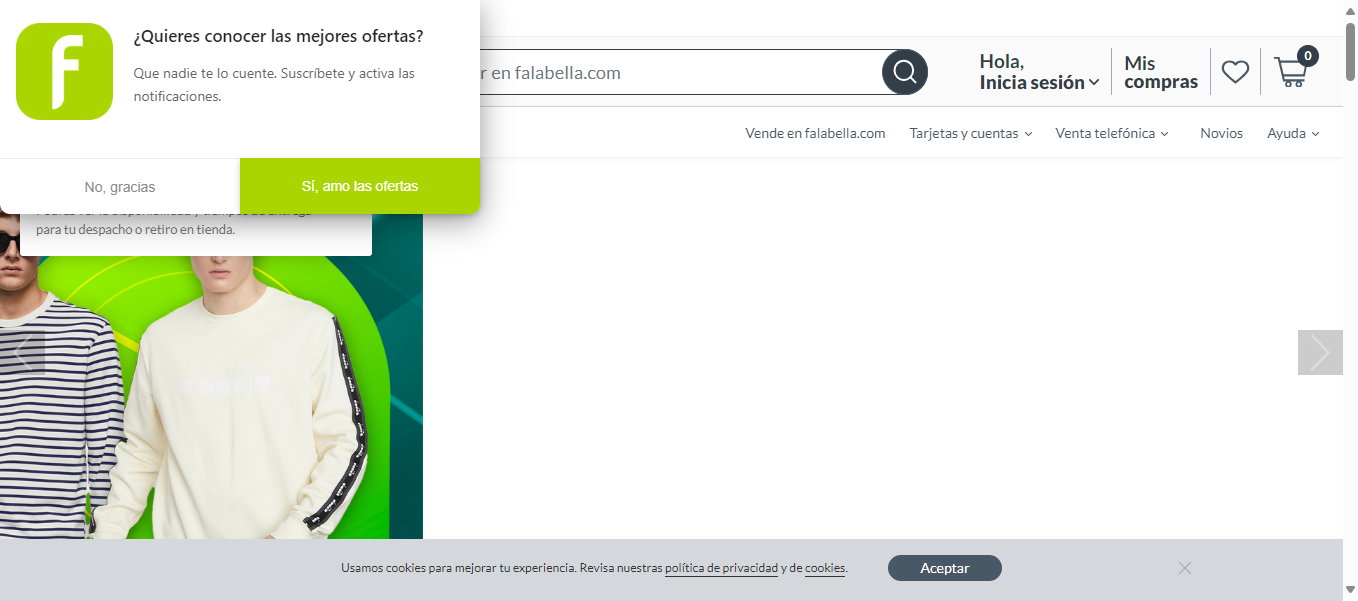 ¿Quieres conocer las mejores ofertas?
Que nadie te lo cuente. Suscríbete y activa las
notificaciones.
No, gracias
Sí, amo las ofertas
r en falabella.com
Hola,
Inicia sesión
Mis
compras
0
Vende en falabella.com
Tarjetas y cuentas
Venta telefónica
Novios
Ayuda
para tu despacho o retiro en tienda.
Usamos cookies para mejorar tu experiencia. Revisa nuestras política de privacidad y de cookies.
Aceptar